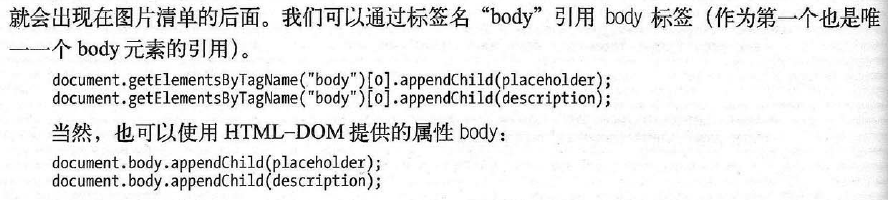 就会出现在图片清单的后面。我们可以通过标签名“body”引用 body 标签（作为第一个也是唯
一一个 body 元素的引用）。
document.getElementsByTagName("body")[0].appendChild(placeholder);
document.getElementsByTagName("body")[0].appendChild(description);
当然，也可以使用 HTML–DOM 提供的属性 body：
document.body.appendChild(placeholder);
document.body.appendChild(description);